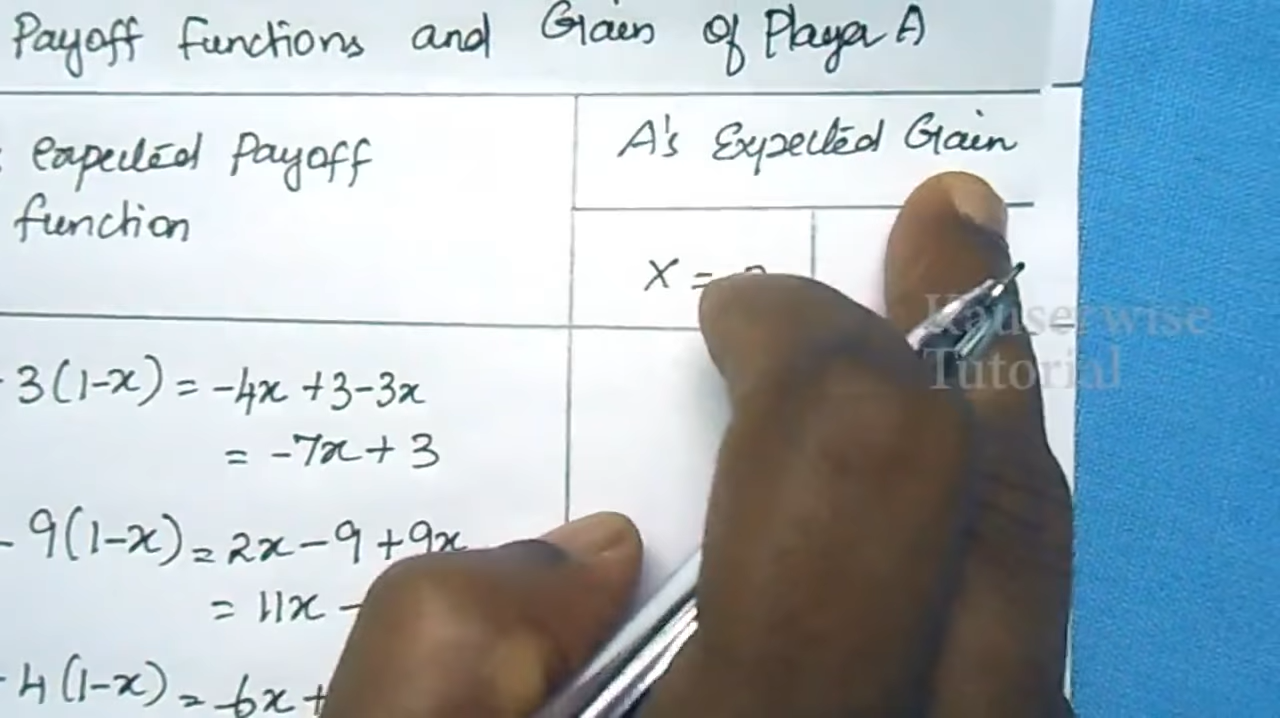 Payoff functions and Gain of Player A
: expected Payoff
function
A's Expected Gain
X =
3(1-x) = -4x +3-3x
= -7x + 3
- 9(1-x) = 2x - 9 + 9x
= 11x -
4(1-x) = -6x +
Kauserwise
Tutorial